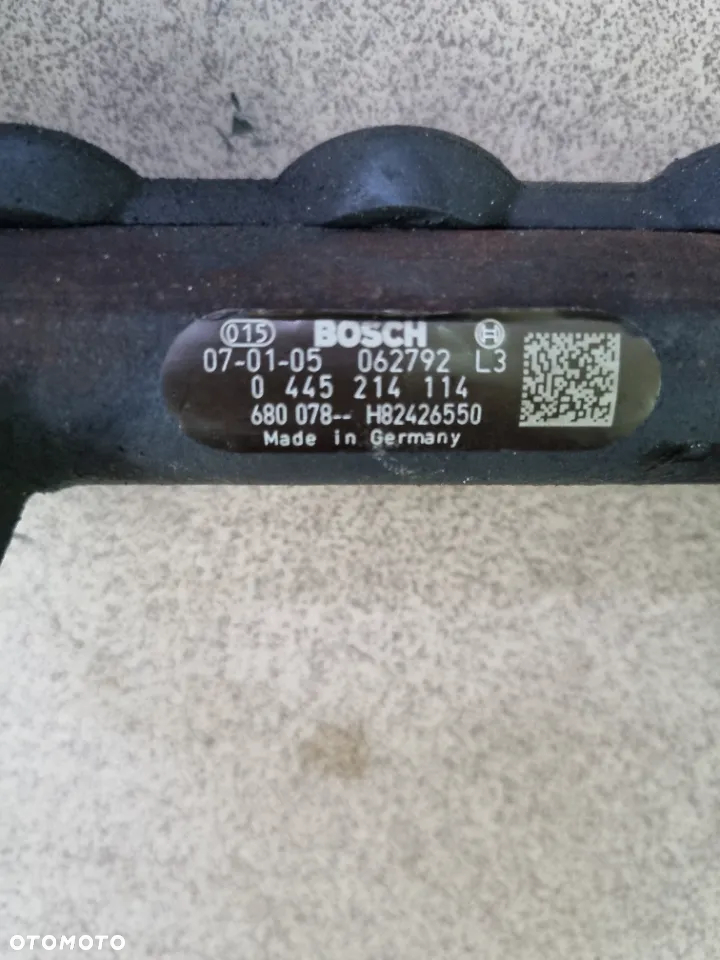 015 BOSCH H
07-01-05 062792 L3
0 445 214 114
680 078-- H82426550
Made in Germany
OTOMOTO